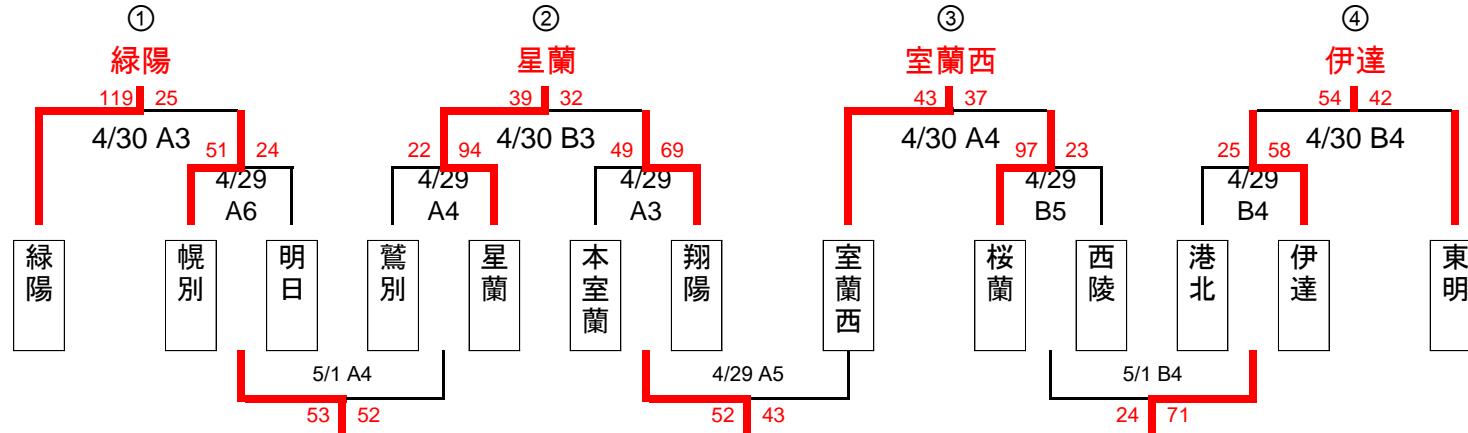 ① ② ③ ④
緑陽 星蘭 室蘭西 伊達
119 25 39 32 43 37 54 42
4/30 A3 4/30 B3 4/30 A4 4/30 B4
51 24 22 94 49 69 97 23 25 58
4/29 4/29 4/29 4/29 4/29
A6 A4 A3 B5 B4
緑陽 幌別 明日 鷲別 星蘭 本室蘭 翔陽 室蘭西 桜蘭 西陵 港北 伊達 東明
5/1 A4 4/29 A5 5/1 B4
53 52 52 43 24 71